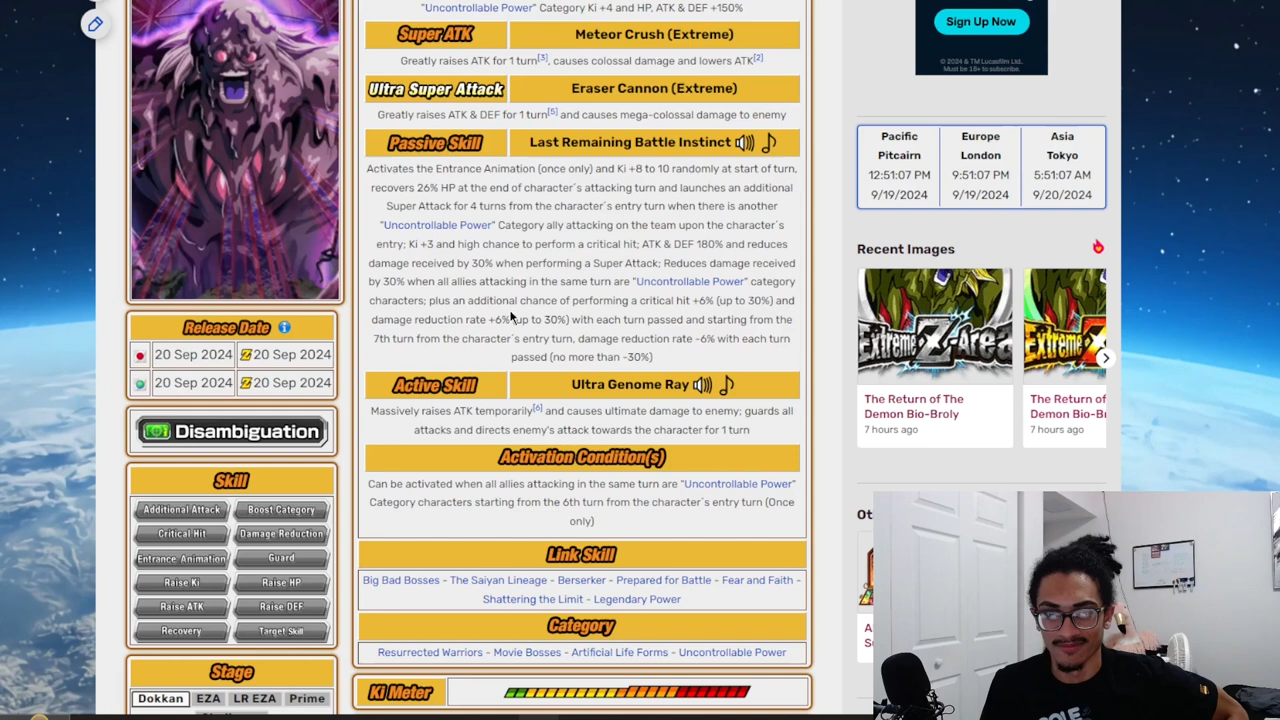 "Uncontrollable Power" Category Ki +4 and HP, ATK & DEF +150%
Super ATK
Meteor Crush (Extreme)
Greatly raises ATK for 1 turn[3], causes colossal damage and lowers ATK[2]
Ultra Super Attack
Eraser Cannon (Extreme)
Greatly raises ATK & DEF for 1 turn[5] and causes mega-colossal damage to enemy
Passive Skill
Last Remaining Battle Instinct
Activates the Entrance Animation (once only) and Ki +8 to 10 randomly at start of turn,
recovers 26% HP at the end of character´s attacking turn and launches an additional
Super Attack for 4 turns from the character´s entry turn when there is another
"Uncontrollable Power" Category ally attacking on the team upon the character´s
entry; Ki +3 and high chance to perform a critical hit; ATK & DEF 180% and reduces
damage received by 30% when performing a Super Attack; Reduces damage received
by 30% when all allies attacking in the same turn are "Uncontrollable Power" category
characters; plus an additional chance of performing a critical hit +6% (up to 30%) and
damage reduction rate +6% (up to 30%) with each turn passed and starting from the
7th turn from the character´s entry turn, damage reduction rate -6% with each turn
passed (no more than -30%)
Active Skill
Ultra Genome Ray
Massively raises ATK temporarily[6] and causes ultimate damage to enemy; guards all
attacks and directs enemy's attack towards the character for 1 turn
Activation Condition(s)
Can be activated when all allies attacking in the same turn are "Uncontrollable Power"
Category characters starting from the 6th turn from the character´s entry turn (Once
only)
Link Skill
Big Bad Bosses - The Saiyan Lineage - Berserker - Prepared for Battle - Fear and Faith -
Shattering the Limit - Legendary Power
Category
Resurrected Warriors - Movie Bosses - Artificial Life Forms - Uncontrollable Power
Ki Meter
Release Date
20 Sep 2024 20 Sep 2024
20 Sep 2024 20 Sep 2024
Disambiguation
Skill
Additional Attack Boost Category
Critical Hit Damage Reduction
Entrance Animation Guard
Raise Ki Raise HP
Raise ATK Raise DEF
Recovery Target Skill
Stage
Dokkan EZA LR EZA Prime
Sign Up Now
© 2024 & TM Lucasfilm Ltd.
Must be 18+ to subscribe.
Pacific Europe Asia
Pitcairn London Tokyo
12:51:07 PM 9:51:07 PM 5:51:07 AM
9/19/2024 9/19/2024 9/20/2024
Recent Images
Extreme Z-Area
The Return of The
Demon Bio-Broly
7 hours ago
The Return of
Demon Bio-Br
7 hours ago